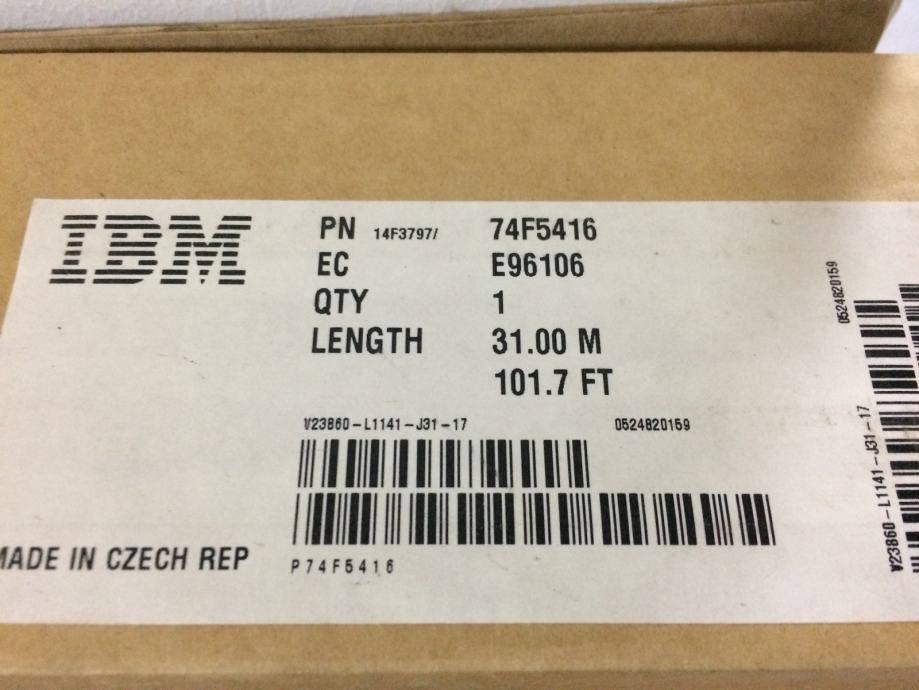 IBM
PN 14F3797/ 74F5416
EC E96106
QTY 1
LENGTH 31.00 M
101.7 FT
V23860-L1141-J31-17 0524820159
P74F5416
MADE IN CZECH REP
0524820159
V23860-L1141-J31-17